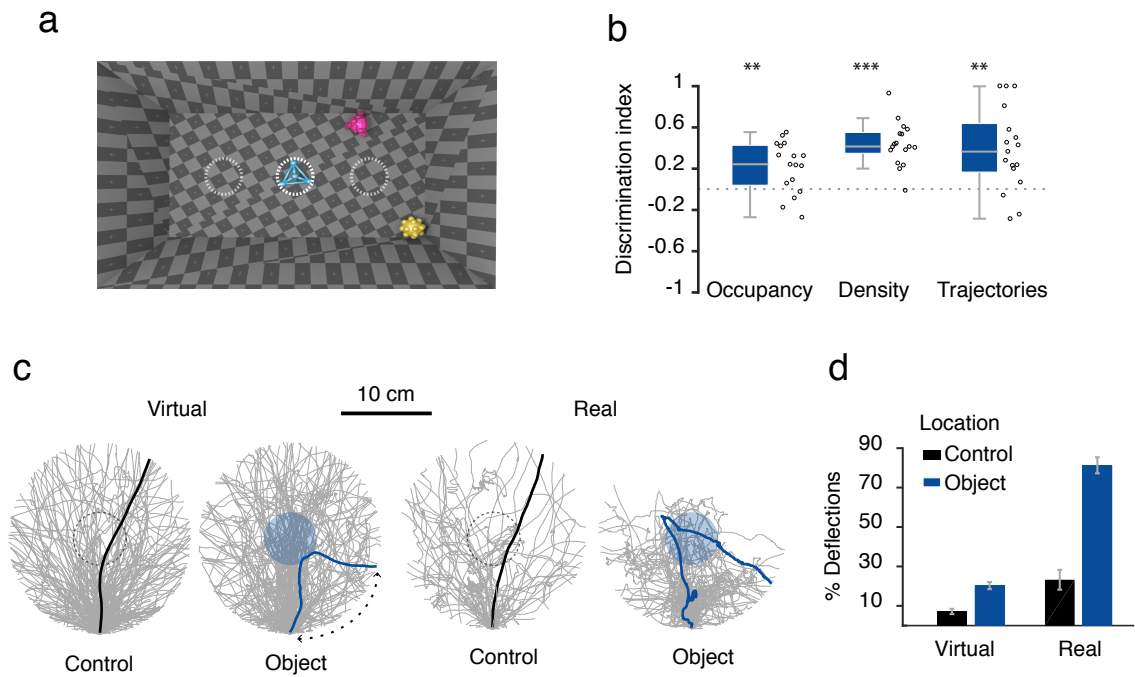 a
b
** *** **
Discrimination index
1
0.6
0.2
-0.2
-0.6
-1
Occupancy Density Trajectories
c
10 cm
Virtual Real
Control Object Control Object
d
Location
Control
Object
% Deflections
90
70
50
30
10
Virtual Real